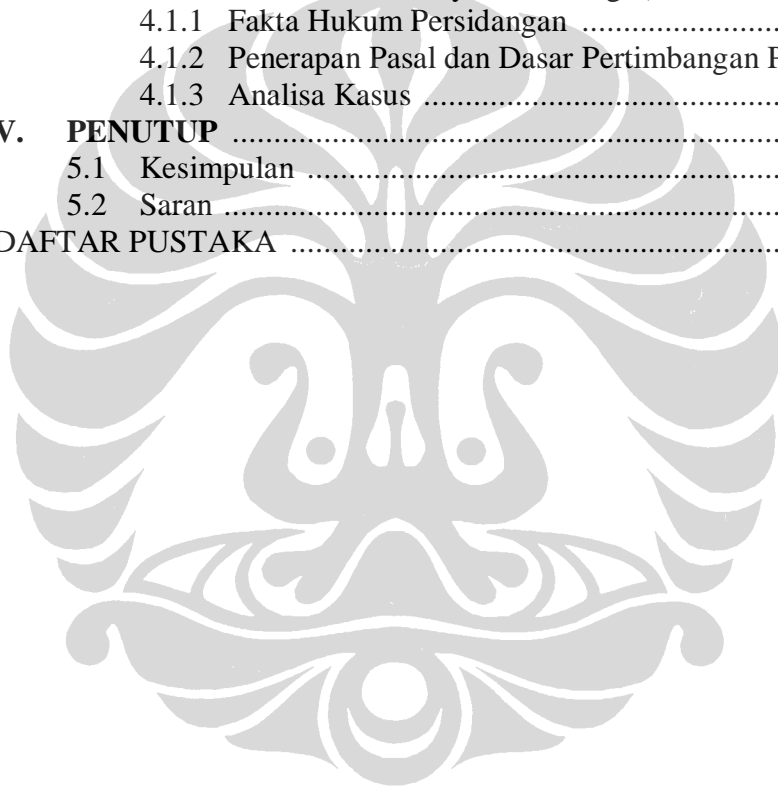 4.1.1 Fakta Hukum Persidangan ..............................
4.1.2 Penerapan Pasal dan Dasar Pertimbangan
4.1.3 Analisa Kasus .....................................................
V. PENUTUP ................................................................................
5.1 Kesimpulan .....................................................................
5.2 Saran ................................................................................
DAFTAR PUSTAKA .......................................................................